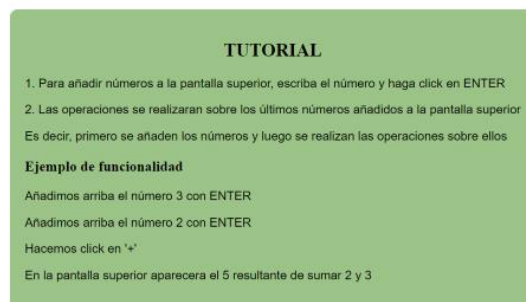 TUTORIAL
1. Para añadir números a la pantalla superior, escriba el número y haga click en ENTER
2. Las operaciones se realizaran sobre los últimos números añadidos a la pantalla superior
Es decir, primero se añaden los números y luego se realizan las operaciones sobre ellos
Ejemplo de funcionalidad
Añadimos arriba el número 3 con ENTER
Añadimos arriba el número 2 con ENTER
Hacemos click en '+'
En la pantalla superior aparecera el 5 resultante de sumar 2 y 3